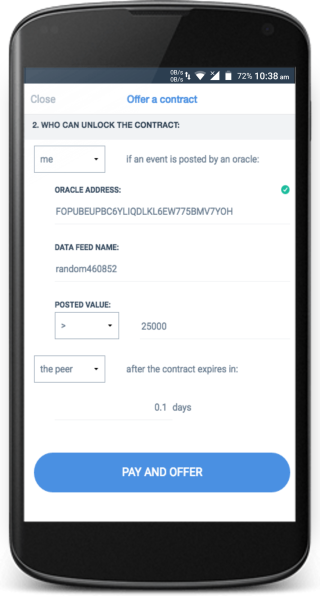 0B/s
0B/s
72% 10:38 am
Close Offer a contract
2. WHO CAN UNLOCK THE CONTRACT:
me if an event is posted by an oracle:
ORACLE ADDRESS:
FOPUBEUPBC6YLIQDLKL6EW775BMV7YOH
DATA FEED NAME:
random460852
POSTED VALUE:
> 25000
the peer after the contract expires in:
0.1 days
PAY AND OFFER